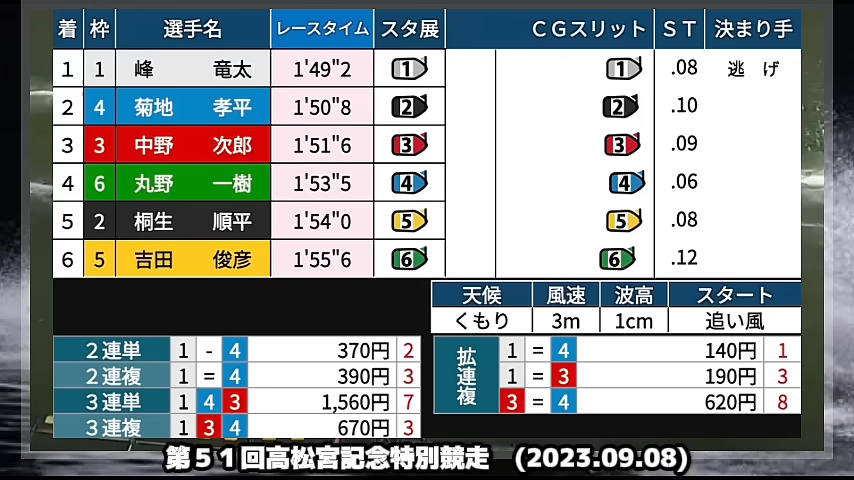 着 枠 選手名 レースタイム スタ展 CGスリット ST 決まり手
1 1 峰 竜太 1'49"2 1 1 .08 逃 げ
2 4 菊地 孝平 1'50"8 2 2 .10
3 3 中野 次郎 1'51"6 3 3 .09
4 6 丸野 一樹 1'53"5 4 4 .06
5 2 桐生 順平 1'54"0 5 5 .08
6 5 吉田 俊彦 1'55"6 6 6 .12
天候 風速 波高 スタート
くもり 3m 1cm 追い風
2連単 1 - 4 370円 2
2連複 1 = 4 390円 3
3連単 1 4 3 1,560円 7
3連複 1 3 4 670円 3
拡連複 1 = 4 140円 1
1 = 3 190円 3
3 = 4 620円 8
第51回高松宮記念特別競走 (2023.09.08)